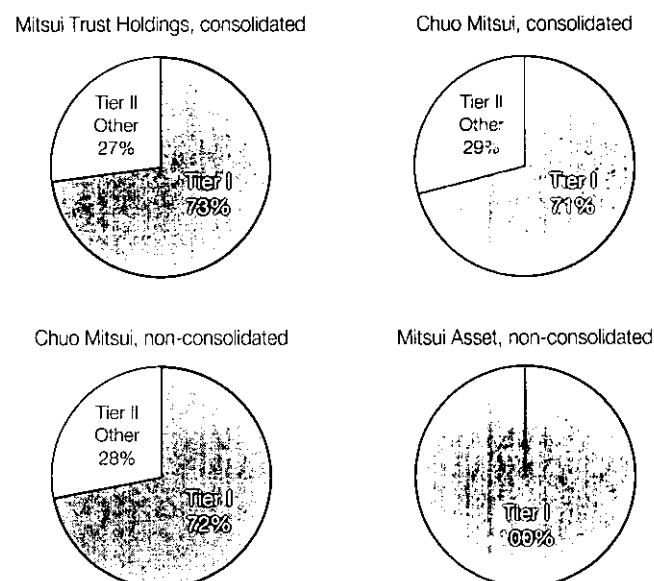 Mitsui Trust Holdings, consolidated
Tier II
Other
27%
Tier I
73%
Chuo Mitsui, consolidated
Tier II
Other
29%
Tier I
71%
Chuo Mitsui, non-consolidated
Tier II
Other
28%
Tier I
72%
Mitsui Asset, non-consolidated
Tier I
00%